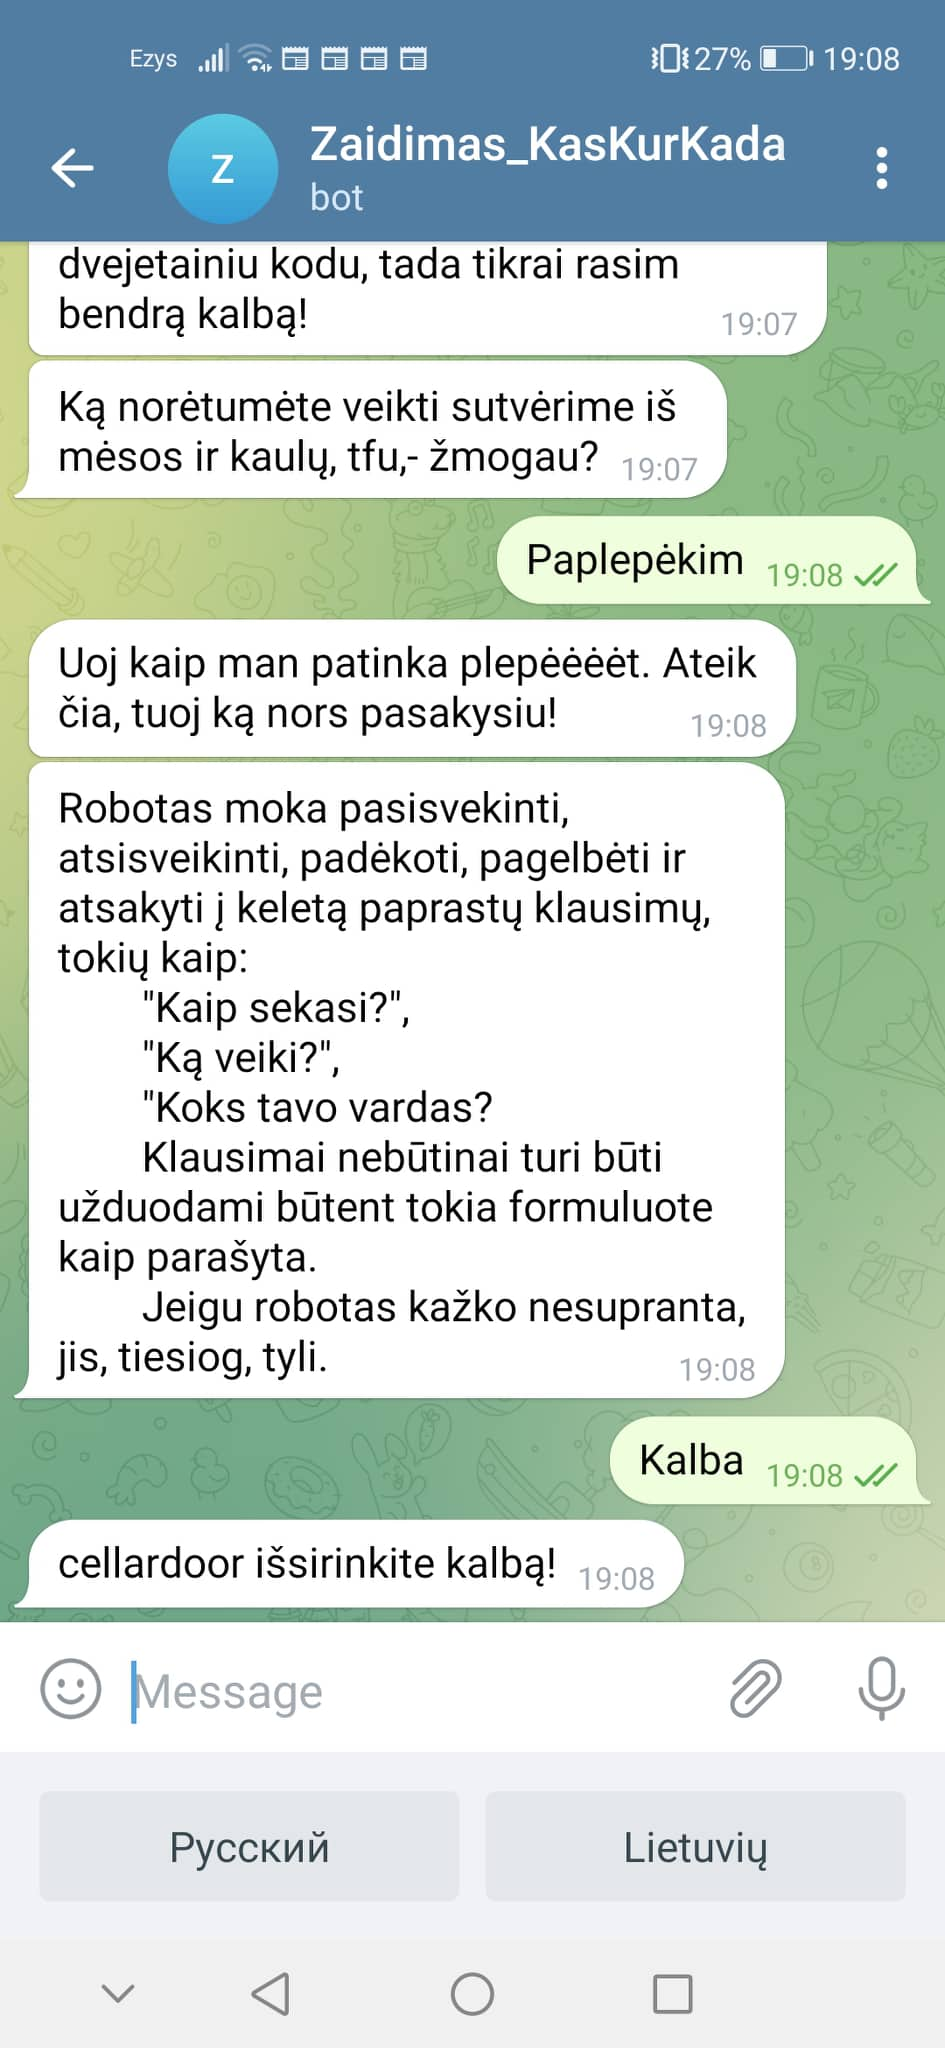 Ezys 27% 19:08
Z
Zaidimas_KasKurKada
bot
dvejetainiu kodu, tada tikrai rasim
bendrą kalbą! 19:07
Ką norėtumėte veikti sutvėrime iš
mėsos ir kaulų, tfu,- žmogau? 19:07
Paplepėkim 19:08
Uoj kaip man patinka plepėėėėt. Ateik
čia, tuoj ką nors pasakysiu! 19:08
Robotas moka pasisvekinti,
atsisveikinti, padėkoti, pagelbėti ir
atsakyti į keletą paprastų klausimų,
tokių kaip:
"Kaip sekasi?",
"Ką veiki?",
"Koks tavo vardas?
Klausimai nebūtinai turi būti
užduodami būtent tokia formuluote
kaip parašyta.
Jeigu robotas kažko nesupranta,
jis, tiesiog, tyli. 19:08
Kalba 19:08
cellardoor išsirinkite kalbą! 19:08
Message
Русский Lietuvių